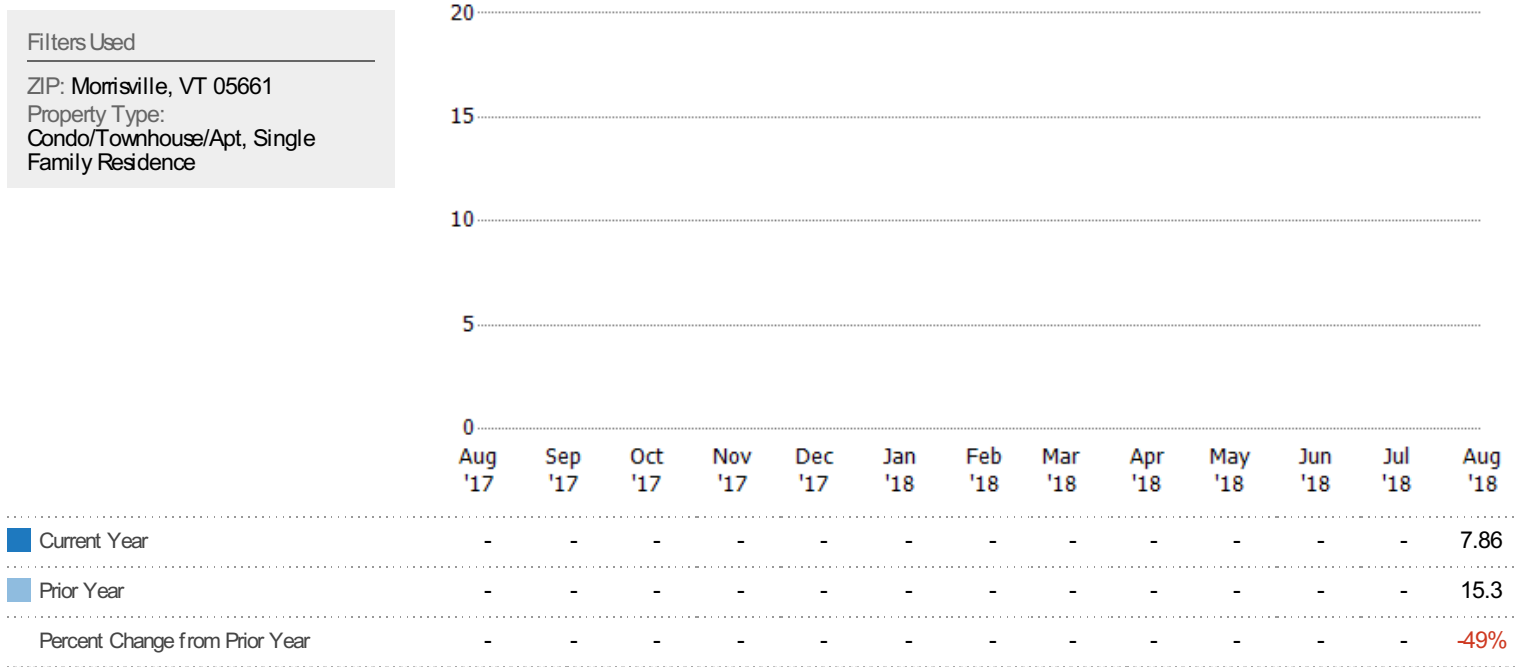 Filters Used
ZIP: Morrisville, VT 05661
Property Type:
Condo/Townhouse/Apt, Single
Family Residence
20
15
10
5
0
Aug Sep Oct Nov Dec Jan Feb Mar Apr May Jun Jul Aug
'17 '17 '17 '17 '17 '18 '18 '18 '18 '18 '18 '18 '18
Current Year - - - - - - - - - - - - 7.86
Prior Year - - - - - - - - - - - - 15.3
Percent Change from Prior Year - - - - - - - - - - - - -49%